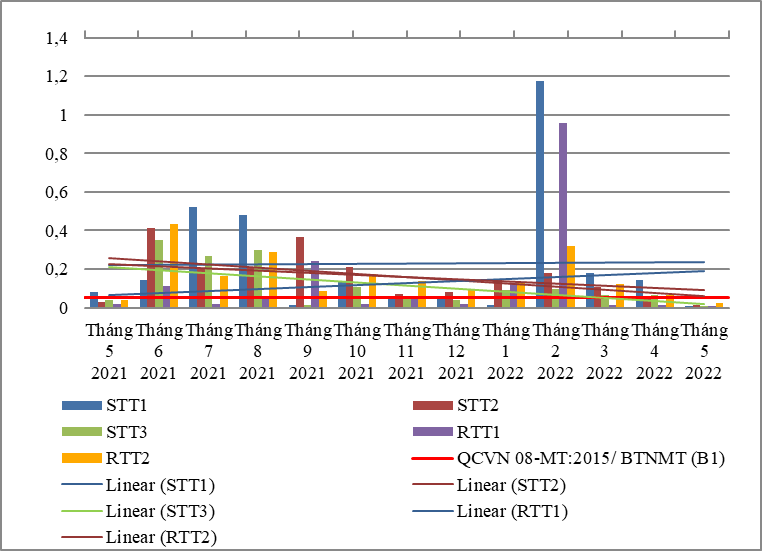 1,4
1,2
1
0,8
0,6
0,4
0,2
0
Tháng Tháng Tháng Tháng Tháng Tháng Tháng Tháng Tháng Tháng Tháng Tháng Tháng
5 6 7 8 9 10 11 12 1 2 3 4 5
2021 2021 2021 2021 2021 2021 2021 2021 2022 2022 2022 2022 2022
STT1 STT2
STT3 RTT1
RTT2 QCVN 08-MT:2015/ BTNMT (B1)
Linear (STT1) Linear (STT2)
Linear (STT3) Linear (RTT1)
Linear (RTT2)